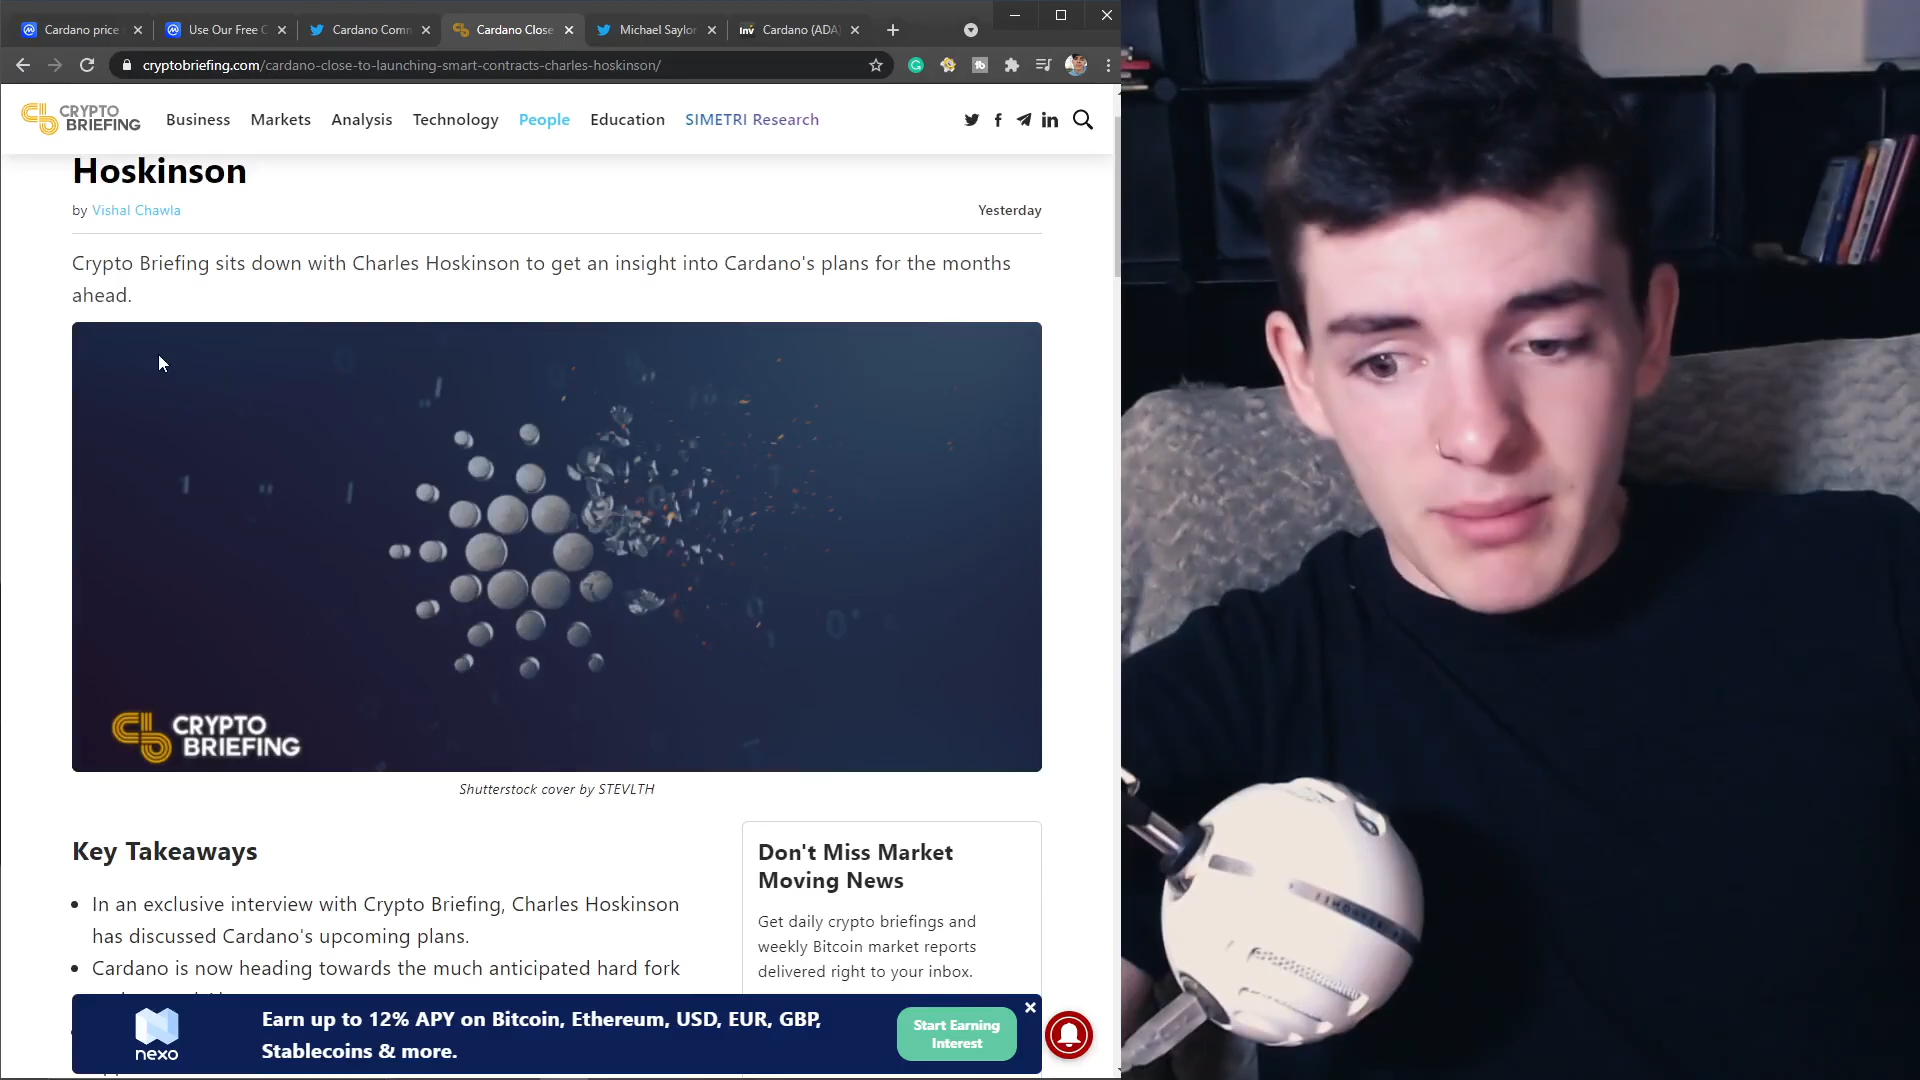 Cardano price
Use Our Free C
Cardano Comm
Cardano Close
Michael Saylor
Inv
Cardano (ADA)
cryptobriefing.com/cardano-close-to-launching-smart-contracts-charles-hoskinson/
CRYPTO
BRIEFING
Business
Markets
Analysis
Technology
People
Education
SIMETRI Research
Hoskinson
by Vishal Chawla
Yesterday
Crypto Briefing sits down with Charles Hoskinson to get an insight into Cardano's plans for the months
ahead.
CRYPTO
BRIEFING
Shutterstock cover by STEVLTH
Key Takeaways
• In an exclusive interview with Crypto Briefing, Charles Hoskinson
has discussed Cardano's upcoming plans.
• Cardano is now heading towards the much anticipated hard fork
Don't Miss Market
Moving News
Get daily crypto briefings and
weekly Bitcoin market reports
delivered right to your inbox.
nexo
Earn up to 12% APY on Bitcoin, Ethereum, USD, EUR, GBP,
Stablecoins & more.
Start Earning
Interest